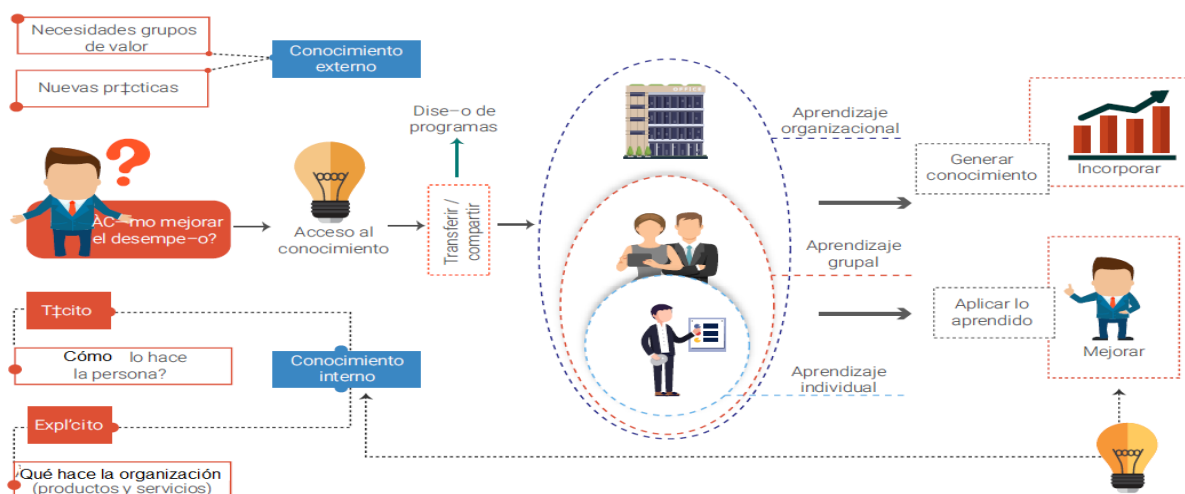 Necesidades grupos
de valor
Conocimiento
externo
Nuevas pr‡cticas
Dise–o de
programas
OFFICE
Aprendizaje
organizacional
Generar
conocimiento
Incorporar
ÀC—mo mejorar
el desempe–o?
Acceso al
conocimiento
Transferir /
compartir
Aprendizaje
grupal
T‡cito
Cómo lo hace
la persona?
Conocimiento
interno
Aplicar lo
aprendido
Mejorar
Aprendizaje
individual
Expl’cito
Qué hace la organización
(productos y servicios)